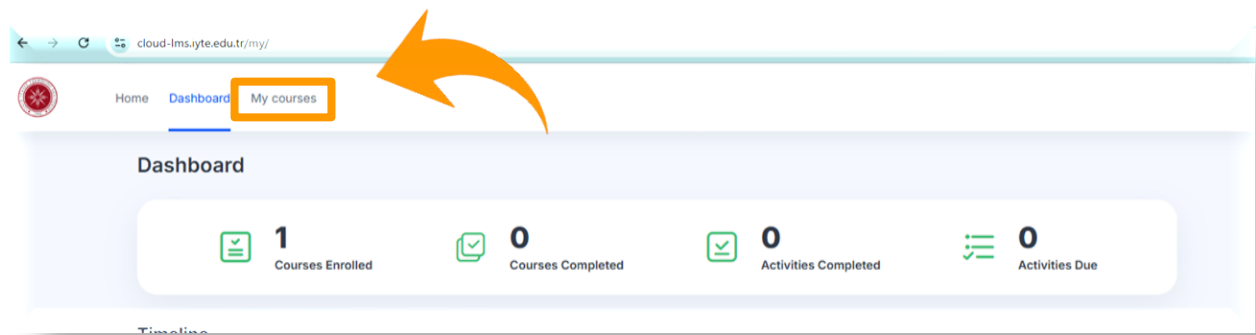 cloud-lms.iyte.edu.tr/my/
Home Dashboard My courses
Dashboard
1 0 0 0
Courses Enrolled Courses Completed Activities Completed Activities Due
Timeline